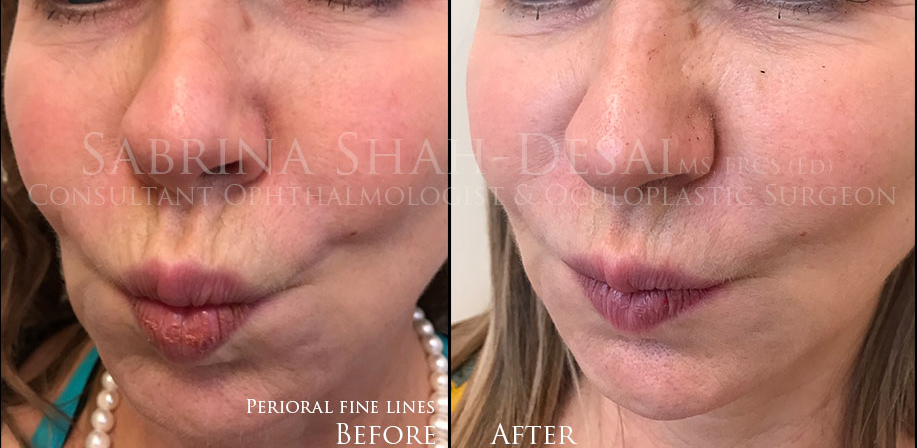 Sabrina Shah-Desai MS, FRCS (Ed)
Consultant Ophthalmologist & Oculoplastic Surgeon
Perioral fine lines
Before
After